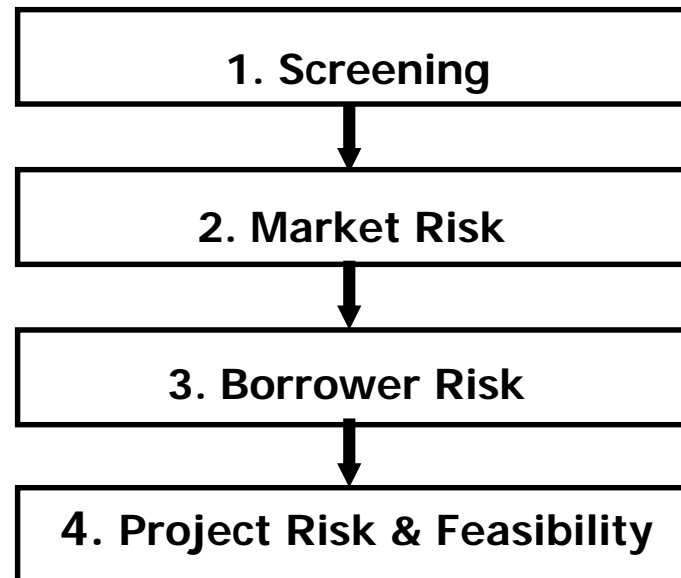 1. Screening
2. Market Risk
3. Borrower Risk
4. Project Risk & Feasibility